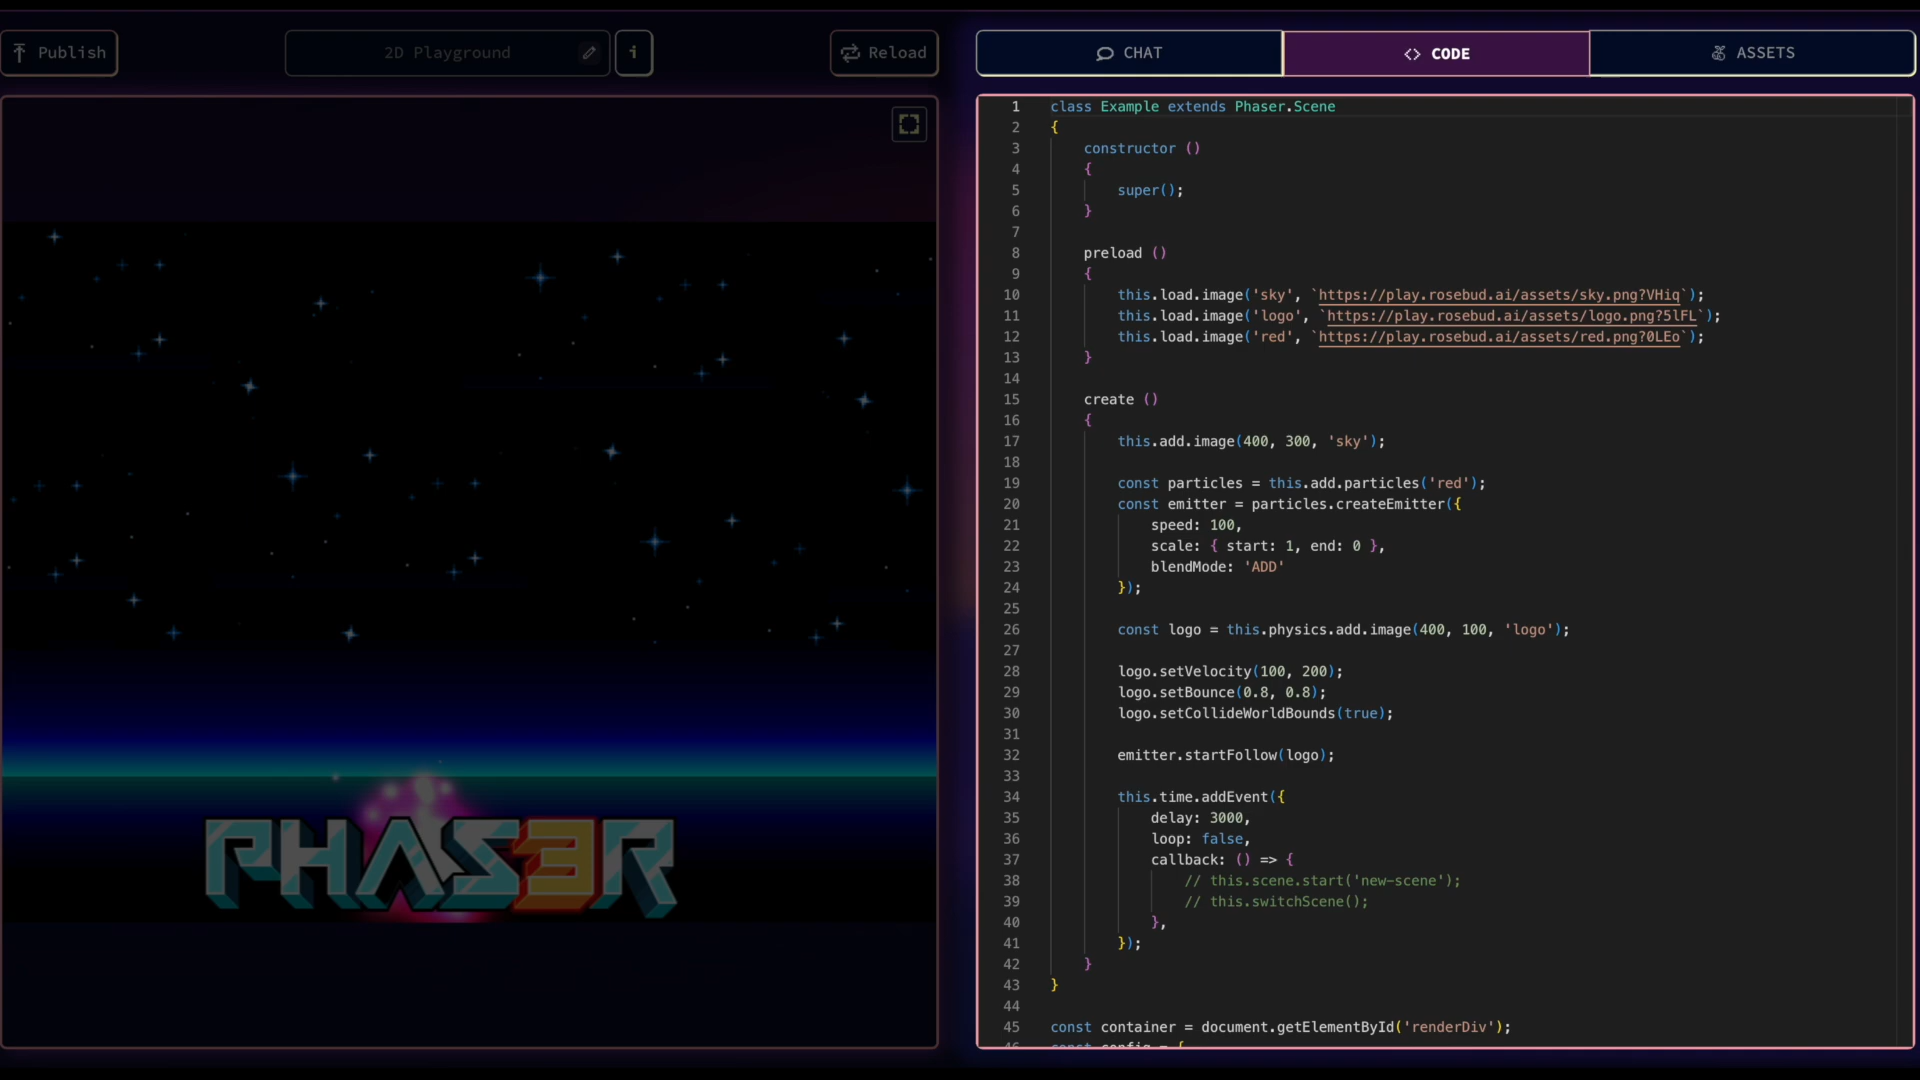 Publish
2D Playground
i
Reload
CHAT
<> CODE
ASSETS
PHAS3R
1 class Example extends Phaser.Scene
2 {
3 constructor ()
4 {
5 super();
6 }
7
8 preload ()
9 {
10 this.load.image('sky', `https://play.rosebud.ai/assets/sky.png?VHiq`);
11 this.load.image('logo', `https://play.rosebud.ai/assets/logo.png?5lFL`);
12 this.load.image('red', `https://play.rosebud.ai/assets/red.png?0LEo`);
13 }
14
15 create ()
16 {
17 this.add.image(400, 300, 'sky');
18
19 const particles = this.add.particles('red');
20 const emitter = particles.createEmitter({
21 speed: 100,
22 scale: { start: 1, end: 0 },
23 blendMode: 'ADD'
24 });
25
26 const logo = this.physics.add.image(400, 100, 'logo');
27
28 logo.setVelocity(100, 200);
29 logo.setBounce(0.8, 0.8);
30 logo.setCollideWorldBounds(true);
31
32 emitter.startFollow(logo);
33
34 this.time.addEvent({
35 delay: 3000,
36 loop: false,
37 callback: () => {
38 // this.scene.start('new-scene');
39 // this.switchScene();
40 },
41 });
42 }
43 }
44
45 const container = document.getElementById('renderDiv');
46 const config = {